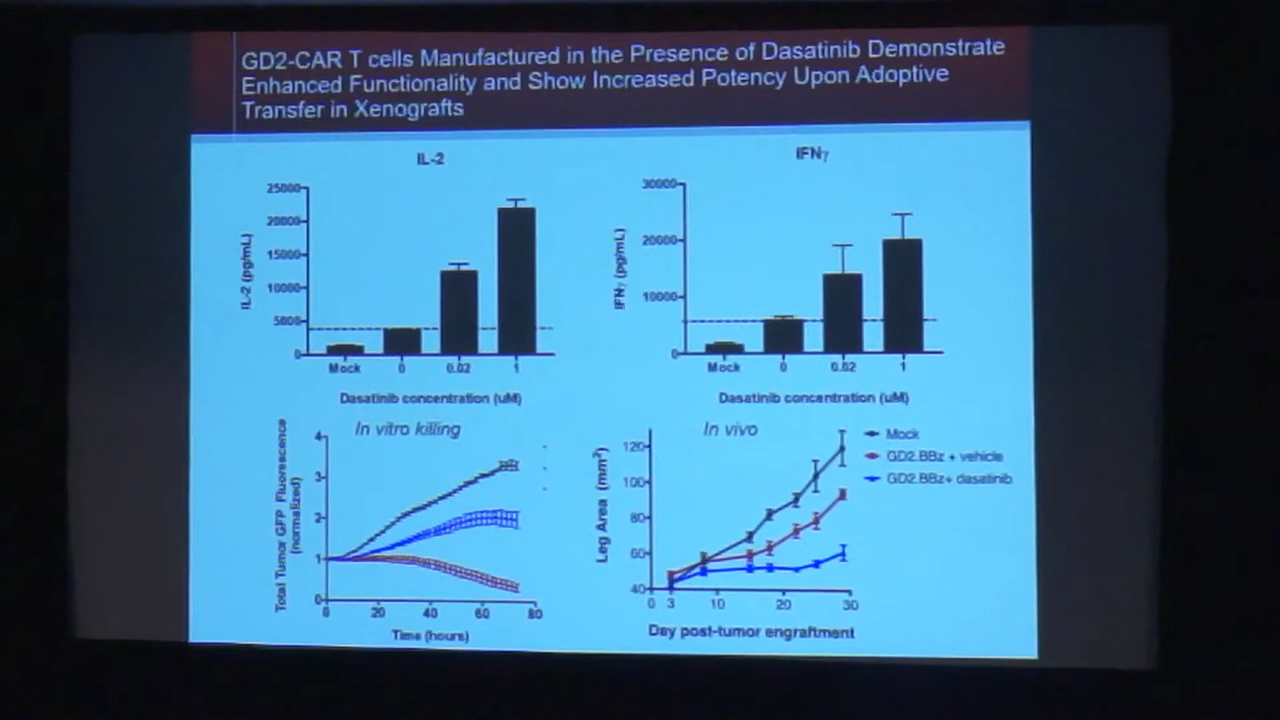 GD2-CAR T cells Manufactured in the Presence of Dasatinib Demonstrate
Enhanced Functionality and Show Increased Potency Upon Adoptive
Transfer in Xenografts
IL-2
25000
20000
15000
10000
5000
0
IL-2 (pg/mL)
Mock 0 0.02 1
Dasatinib concentration (uM)
IFNγ
30000
20000
10000
0
IFNγ (pg/mL)
Mock 0 0.02 1
Dasatinib concentration (uM)
In vitro killing
4
3
2
1
0
Total Tumor GFP Fluorescence
(normalized)
0 20 40 60 80
Time (hours)
In vivo
120
100
80
60
40
Leg Area (mm²)
0 3 10 20 30
Day post-tumor engraftment
Mock
GD2.BBz + vehicle
GD2.BBz+ dasatinib